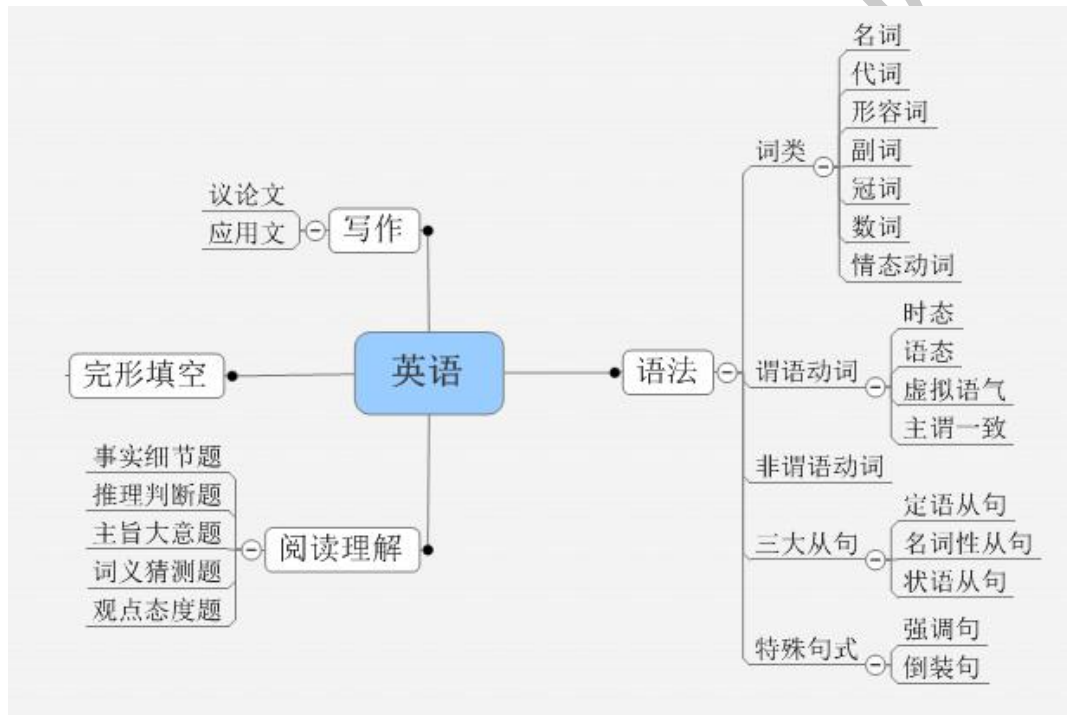 英语
写作
议论文
应用文
完形填空
阅读理解
事实细节题
推理判断题
主旨大意题
词义猜测题
观点态度题
语法
词类
名词
代词
形容词
副词
冠词
数词
情态动词
谓语动词
时态
语态
虚拟语气
主谓一致
非谓语动词
三大从句
定语从句
名词性从句
状语从句
特殊句式
强调句
倒装句